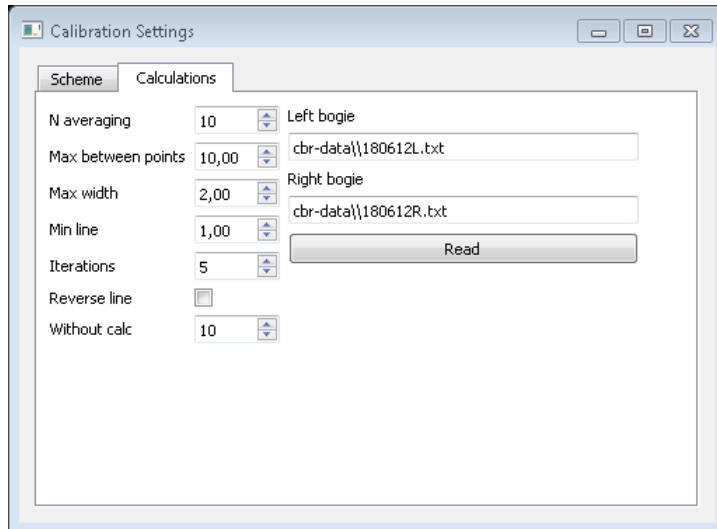 Calibration Settings
Scheme
Calculations
N averaging 10
Max between points 10,00
Max width 2,00
Min line 1,00
Iterations 5
Reverse line
Without calc 10
Left bogie
cbr-data\\180612L.txt
Right bogie
cbr-data\\180612R.txt
Read